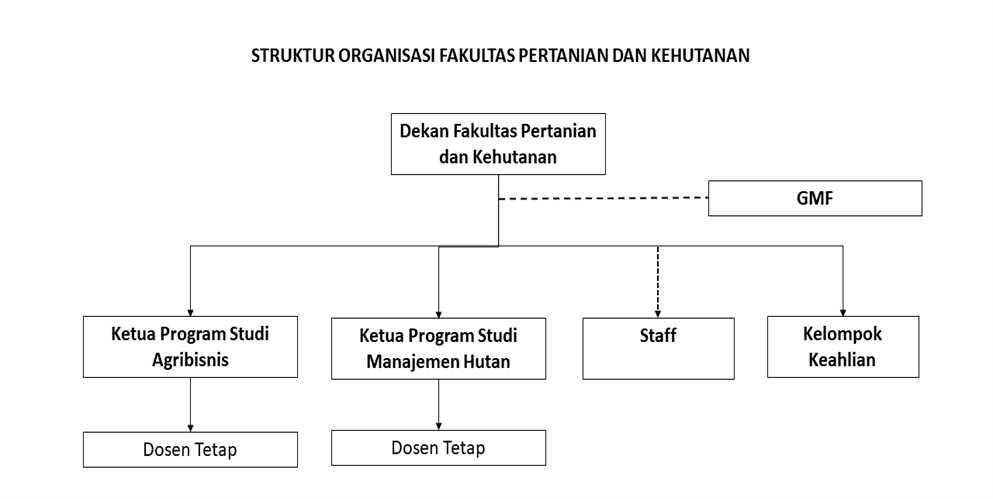 STRUKTUR ORGANISASI FAKULTAS PERTANIAN DAN KEHUTANAN
Dekan Fakultas Pertanian
dan Kehutanan
GMF
Ketua Program Studi
Agribisnis
Ketua Program Studi
Manajemen Hutan
Staff
Kelompok
Keahlian
Dosen Tetap
Dosen Tetap